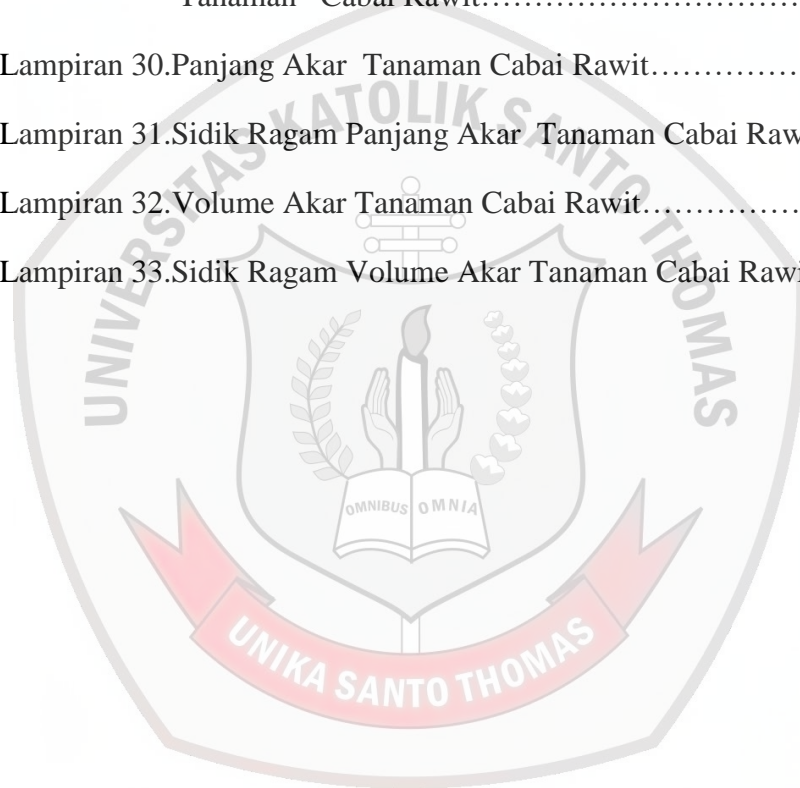 Tanaman Cabai Rawit……………………………
Lampiran 30.Panjang Akar Tanaman Cabai Rawit……………
Lampiran 31.Sidik Ragam Panjang Akar Tanaman Cabai Raw
Lampiran 32.Volume Akar Tanaman Cabai Rawit……………
Lampiran 33.Sidik Ragam Volume Akar Tanaman Cabai Rawi
UNIVERSITAS KATOLIK SANTO THOMAS
OMNIBUS OMNIA
UNIKA SANTO THOMAS